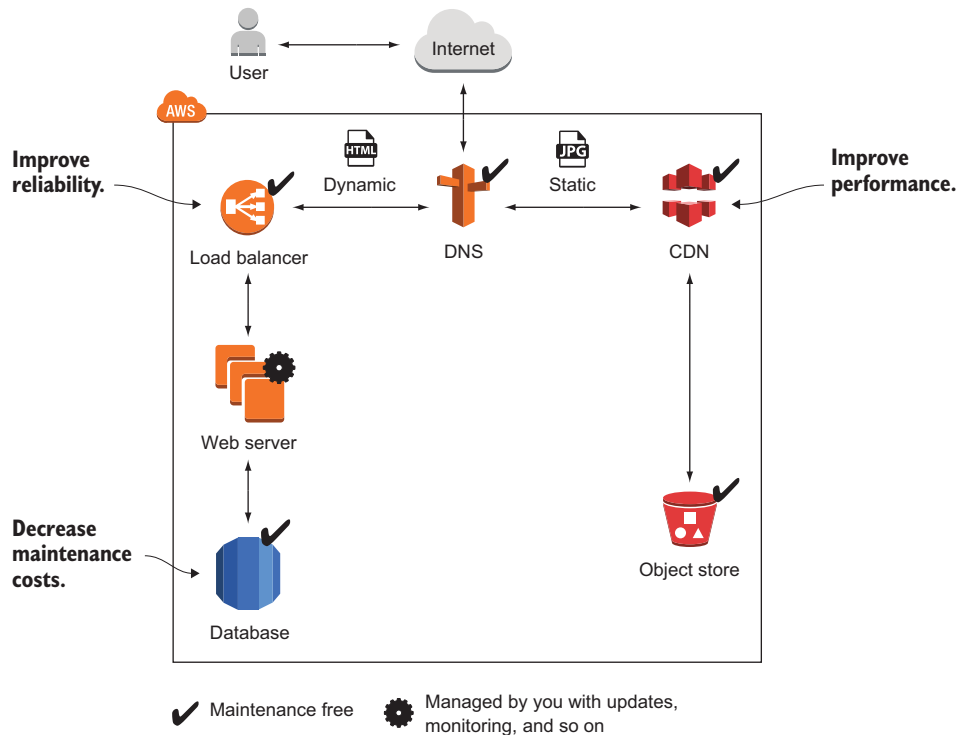 User
Internet
AWS
HTML
JPG
Improve
reliability.
Dynamic
Static
Improve
performance.
Load balancer
DNS
CDN
Web server
Decrease
maintenance
costs.
Object store
Database
Maintenance free
Managed by you with updates,
monitoring, and so on